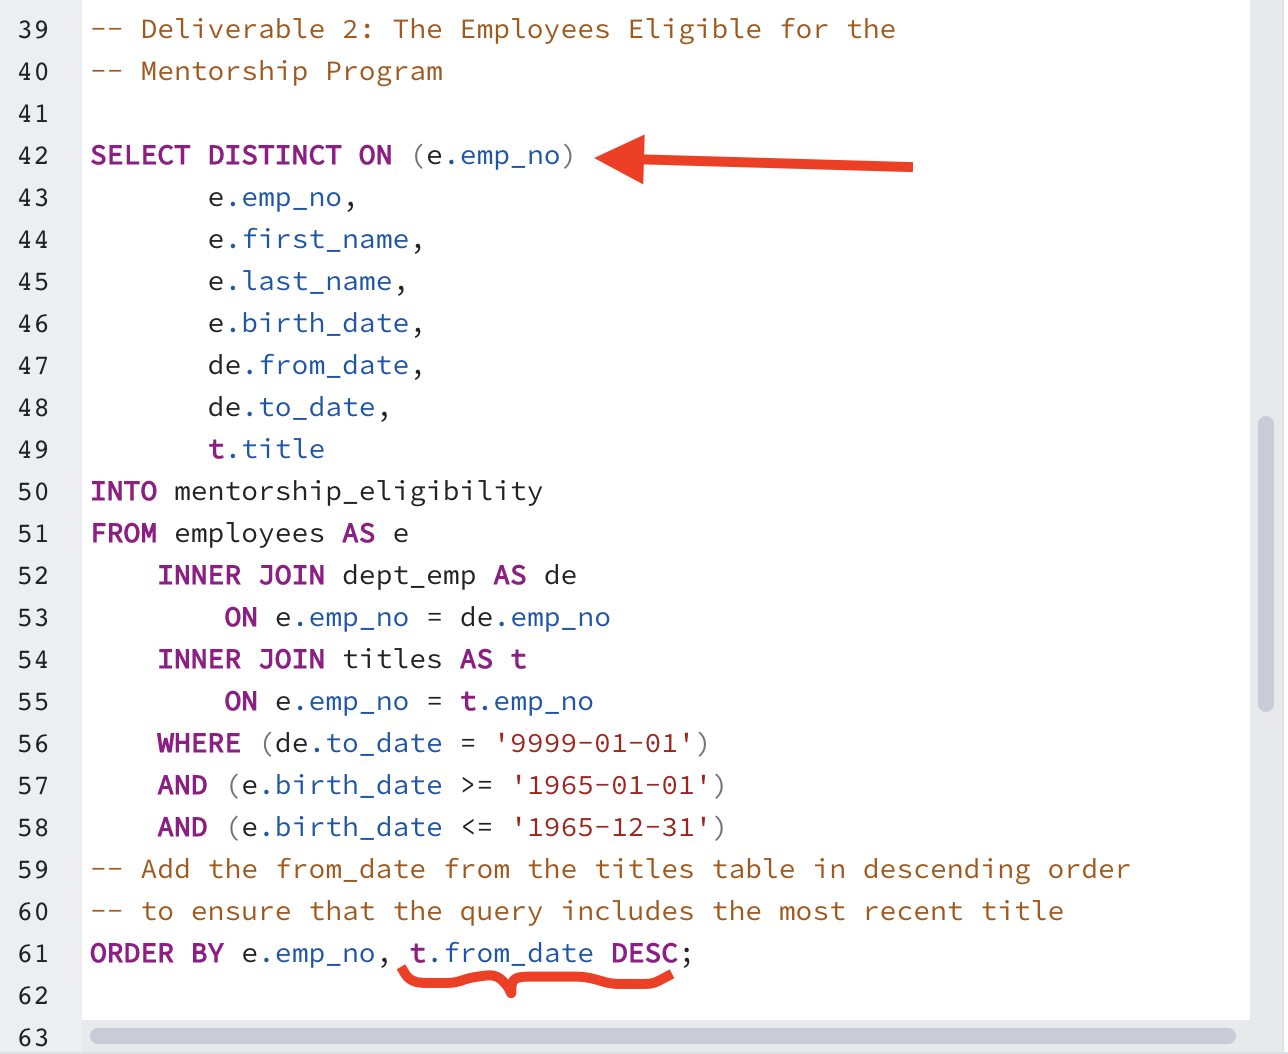 39 -- Deliverable 2: The Employees Eligible for the
40 -- Mentorship Program
41
42 SELECT DISTINCT ON (e.emp_no)
43 e.emp_no,
44 e.first_name,
45 e.last_name,
46 e.birth_date,
47 de.from_date,
48 de.to_date,
49 t.title
50 INTO mentorship_eligibility
51 FROM employees AS e
52 INNER JOIN dept_emp AS de
53 ON e.emp_no = de.emp_no
54 INNER JOIN titles AS t
55 ON e.emp_no = t.emp_no
56 WHERE (de.to_date = '9999-01-01')
57 AND (e.birth_date >= '1965-01-01')
58 AND (e.birth_date <= '1965-12-31')
59 -- Add the from_date from the titles table in descending order
60 -- to ensure that the query includes the most recent title
61 ORDER BY e.emp_no, t.from_date DESC;
62
63